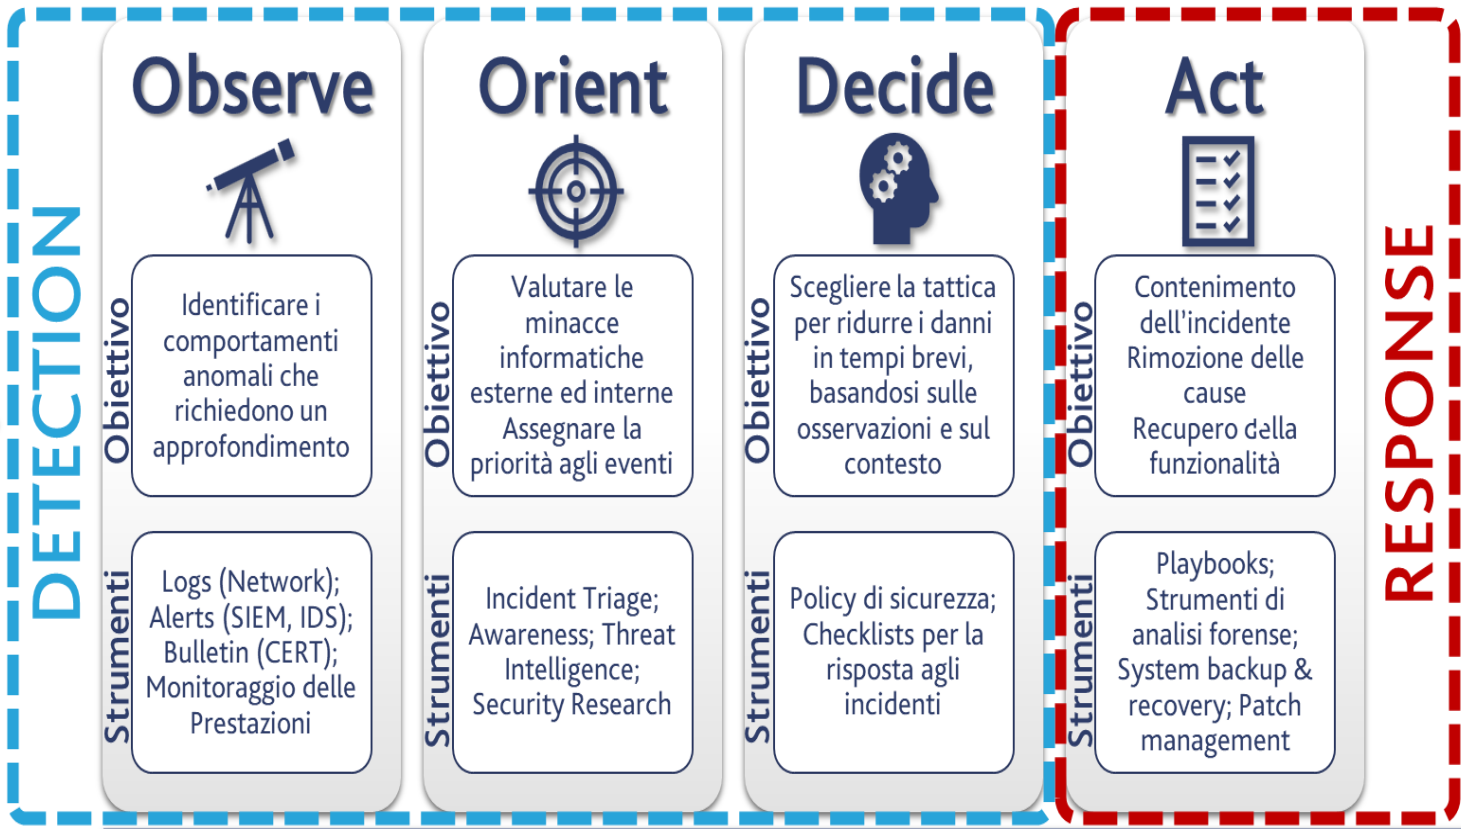 DETECTION
Observe
Obiettivo
Identificare i
comportamenti
anomali che
richiedono un
approfondimento
Strumenti
Logs (Network);
Alerts (SIEM, IDS);
Bulletin (CERT);
Monitoraggio delle
Prestazioni
Orient
Obiettivo
Valutare le
minacce
informatiche
esterne ed interne
Assegnare la
priorità agli eventi
Strumenti
Incident Triage;
Awareness; Threat
Intelligence;
Security Research
Decide
Obiettivo
Scegliere la tattica
per ridurre i danni
in tempi brevi,
basandosi sulle
osservazioni e sul
contesto
Strumenti
Policy di sicurezza;
Checklists per la
risposta agli
incidenti
Act
Obiettivo
Contenimento
dell'incidente
Rimozione delle
cause
Recupero della
funzionalità
Strumenti
Playbooks;
Strumenti di
analisi forense;
System backup &
recovery; Patch
management
RESPONSE